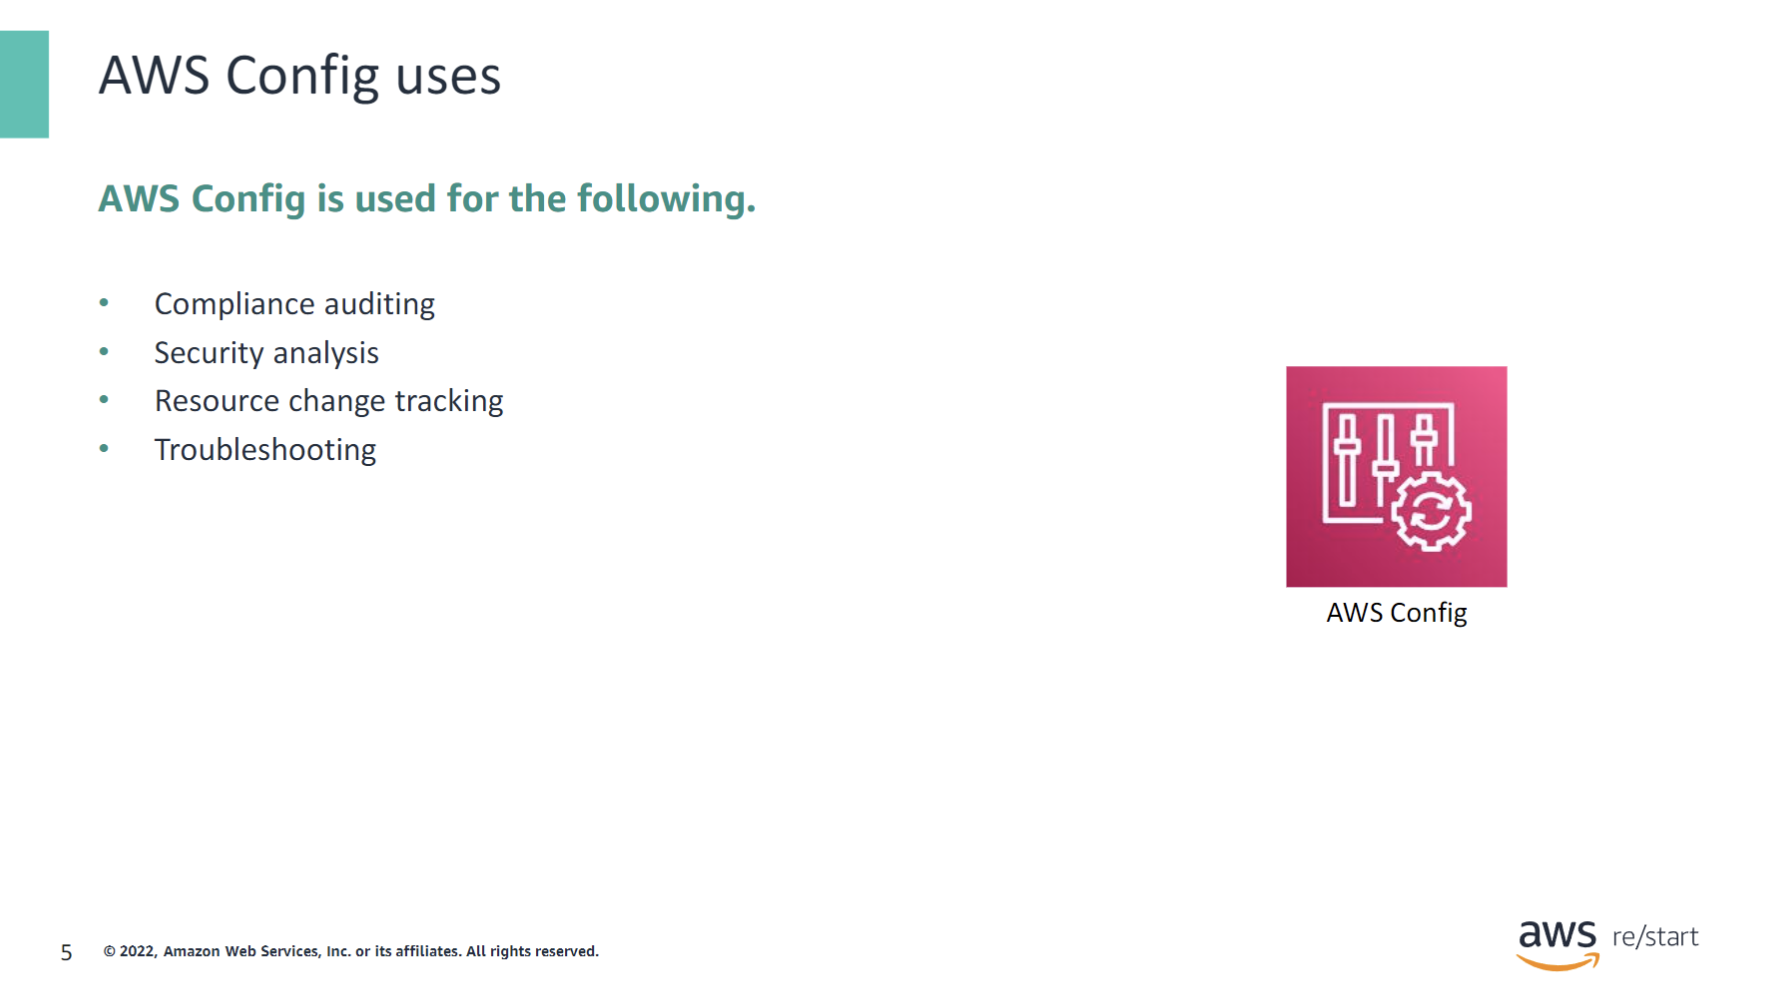 AWS Config uses
AWS Config is used for the following.
• Compliance auditing
• Security analysis
• Resource change tracking
• Troubleshooting
AWS Config
5
© 2022, Amazon Web Services, Inc. or its affiliates. All rights reserved.
aws re/start